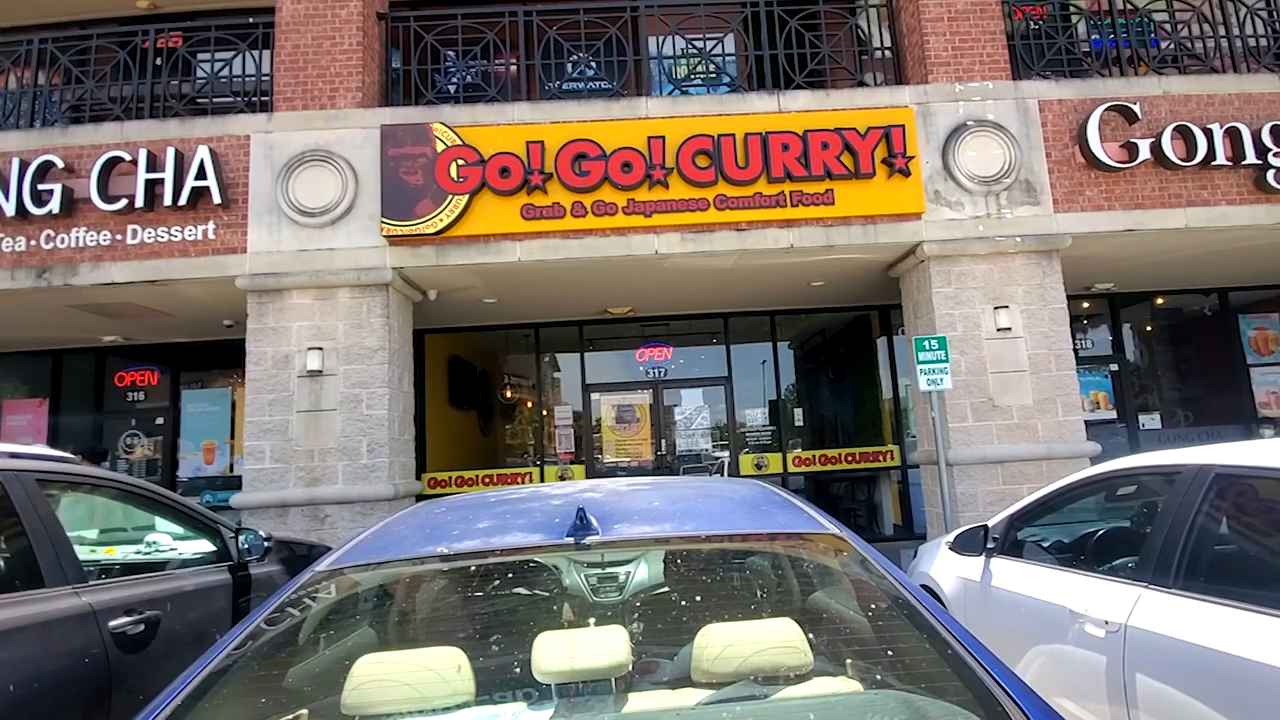 NG CHA
Tea · Coffee · Dessert
Go! Go! CURRY!
Grab & Go Japanese Comfort Food
Gong
OPEN
316
OPEN
317
15
MINUTE
PARKING
ONLY
318
Go! Go! CURRY!
Go! Go! CURRY!
GONG CHA